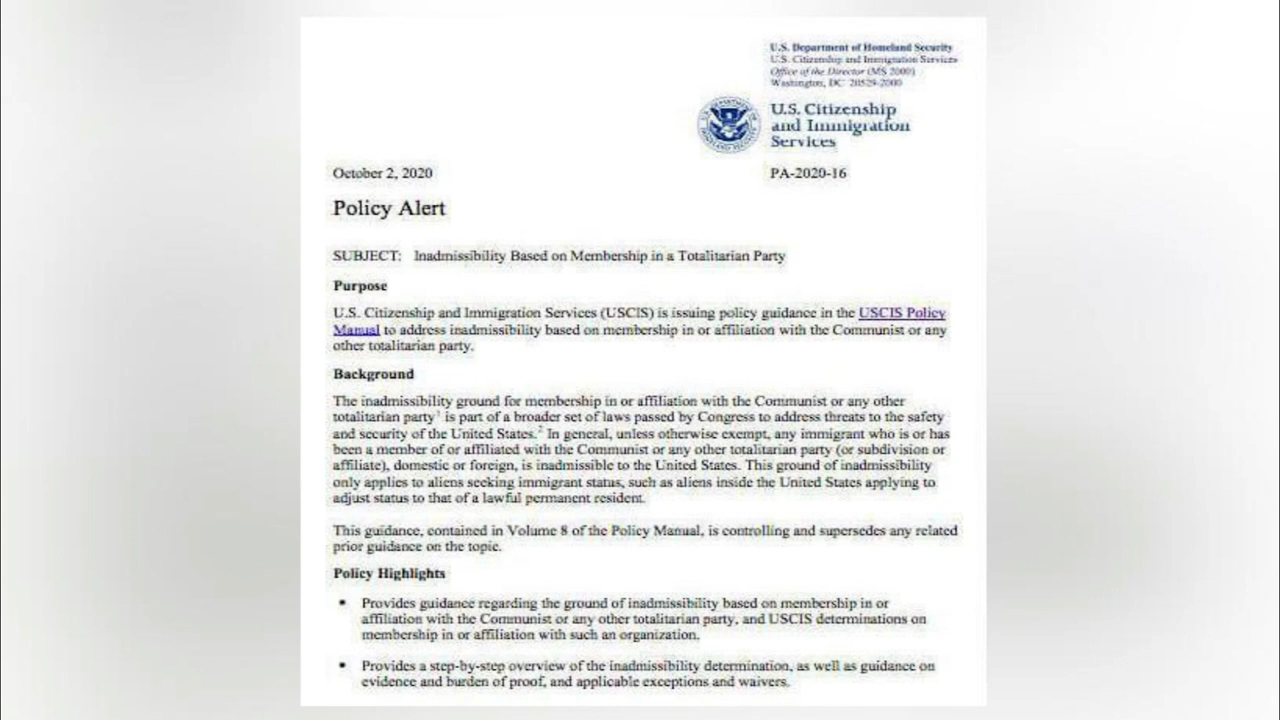 U.S. Department of Homeland Security
U.S. Citizenship and Immigration Services
Office of the Director (MS 2000)
Washington, DC 20529-2000
U.S. Citizenship
and Immigration
Services
October 2, 2020
PA-2020-16
Policy Alert
SUBJECT: Inadmissibility Based on Membership in a Totalitarian Party
Purpose
U.S. Citizenship and Immigration Services (USCIS) is issuing policy guidance in the USCIS Policy
Manual to address inadmissibility based on membership in or affiliation with the Communist or any
other totalitarian party.
Background
The inadmissibility ground for membership in or affiliation with the Communist or any other
totalitarian party¹ is part of a broader set of laws passed by Congress to address threats to the safety
and security of the United States.² In general, unless otherwise exempt, any immigrant who is or has
been a member of or affiliated with the Communist or any other totalitarian party (or subdivision or
affiliate), domestic or foreign, is inadmissible to the United States. This ground of inadmissibility
only applies to aliens seeking immigrant status, such as aliens inside the United States applying to
adjust status to that of a lawful permanent resident.
This guidance, contained in Volume 8 of the Policy Manual, is controlling and supersedes any related
prior guidance on the topic.
Policy Highlights
• Provides guidance regarding the ground of inadmissibility based on membership in or
affiliation with the Communist or any other totalitarian party, and USCIS determinations on
membership in or affiliation with such an organization.
• Provides a step-by-step overview of the inadmissibility determination, as well as guidance on
evidence and burden of proof, and applicable exceptions and waivers.